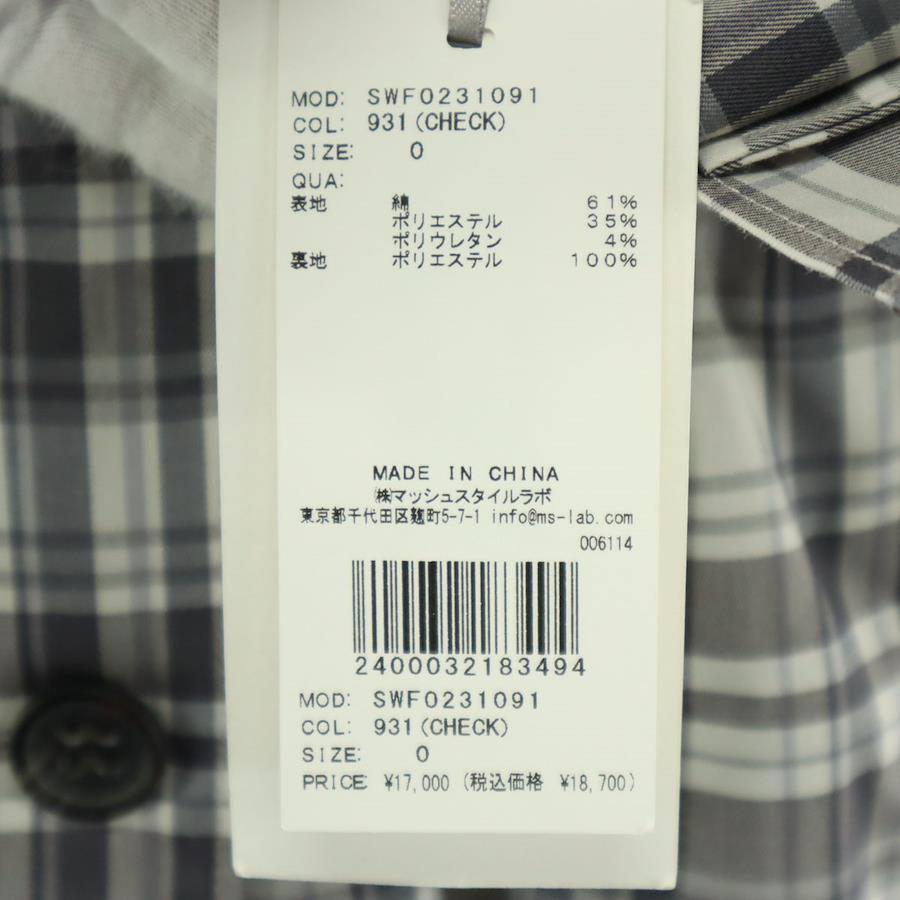 MOD: SWF0231091
COL: 931(CHECK)
SIZE: 0
QUA:
表地 綿 61%
ポリエステル 35%
ポリウレタン 4%
裏地 ポリエステル 100%
MADE IN CHINA
㈱マッシュスタイルラボ
東京都千代田区麹町5-7-1 info@ms-lab.com
006114
2400032183494
MOD: SWF0231091
COL: 931(CHECK)
SIZE: 0
PRICE: ¥17,000 (税込価格 ¥18,700)